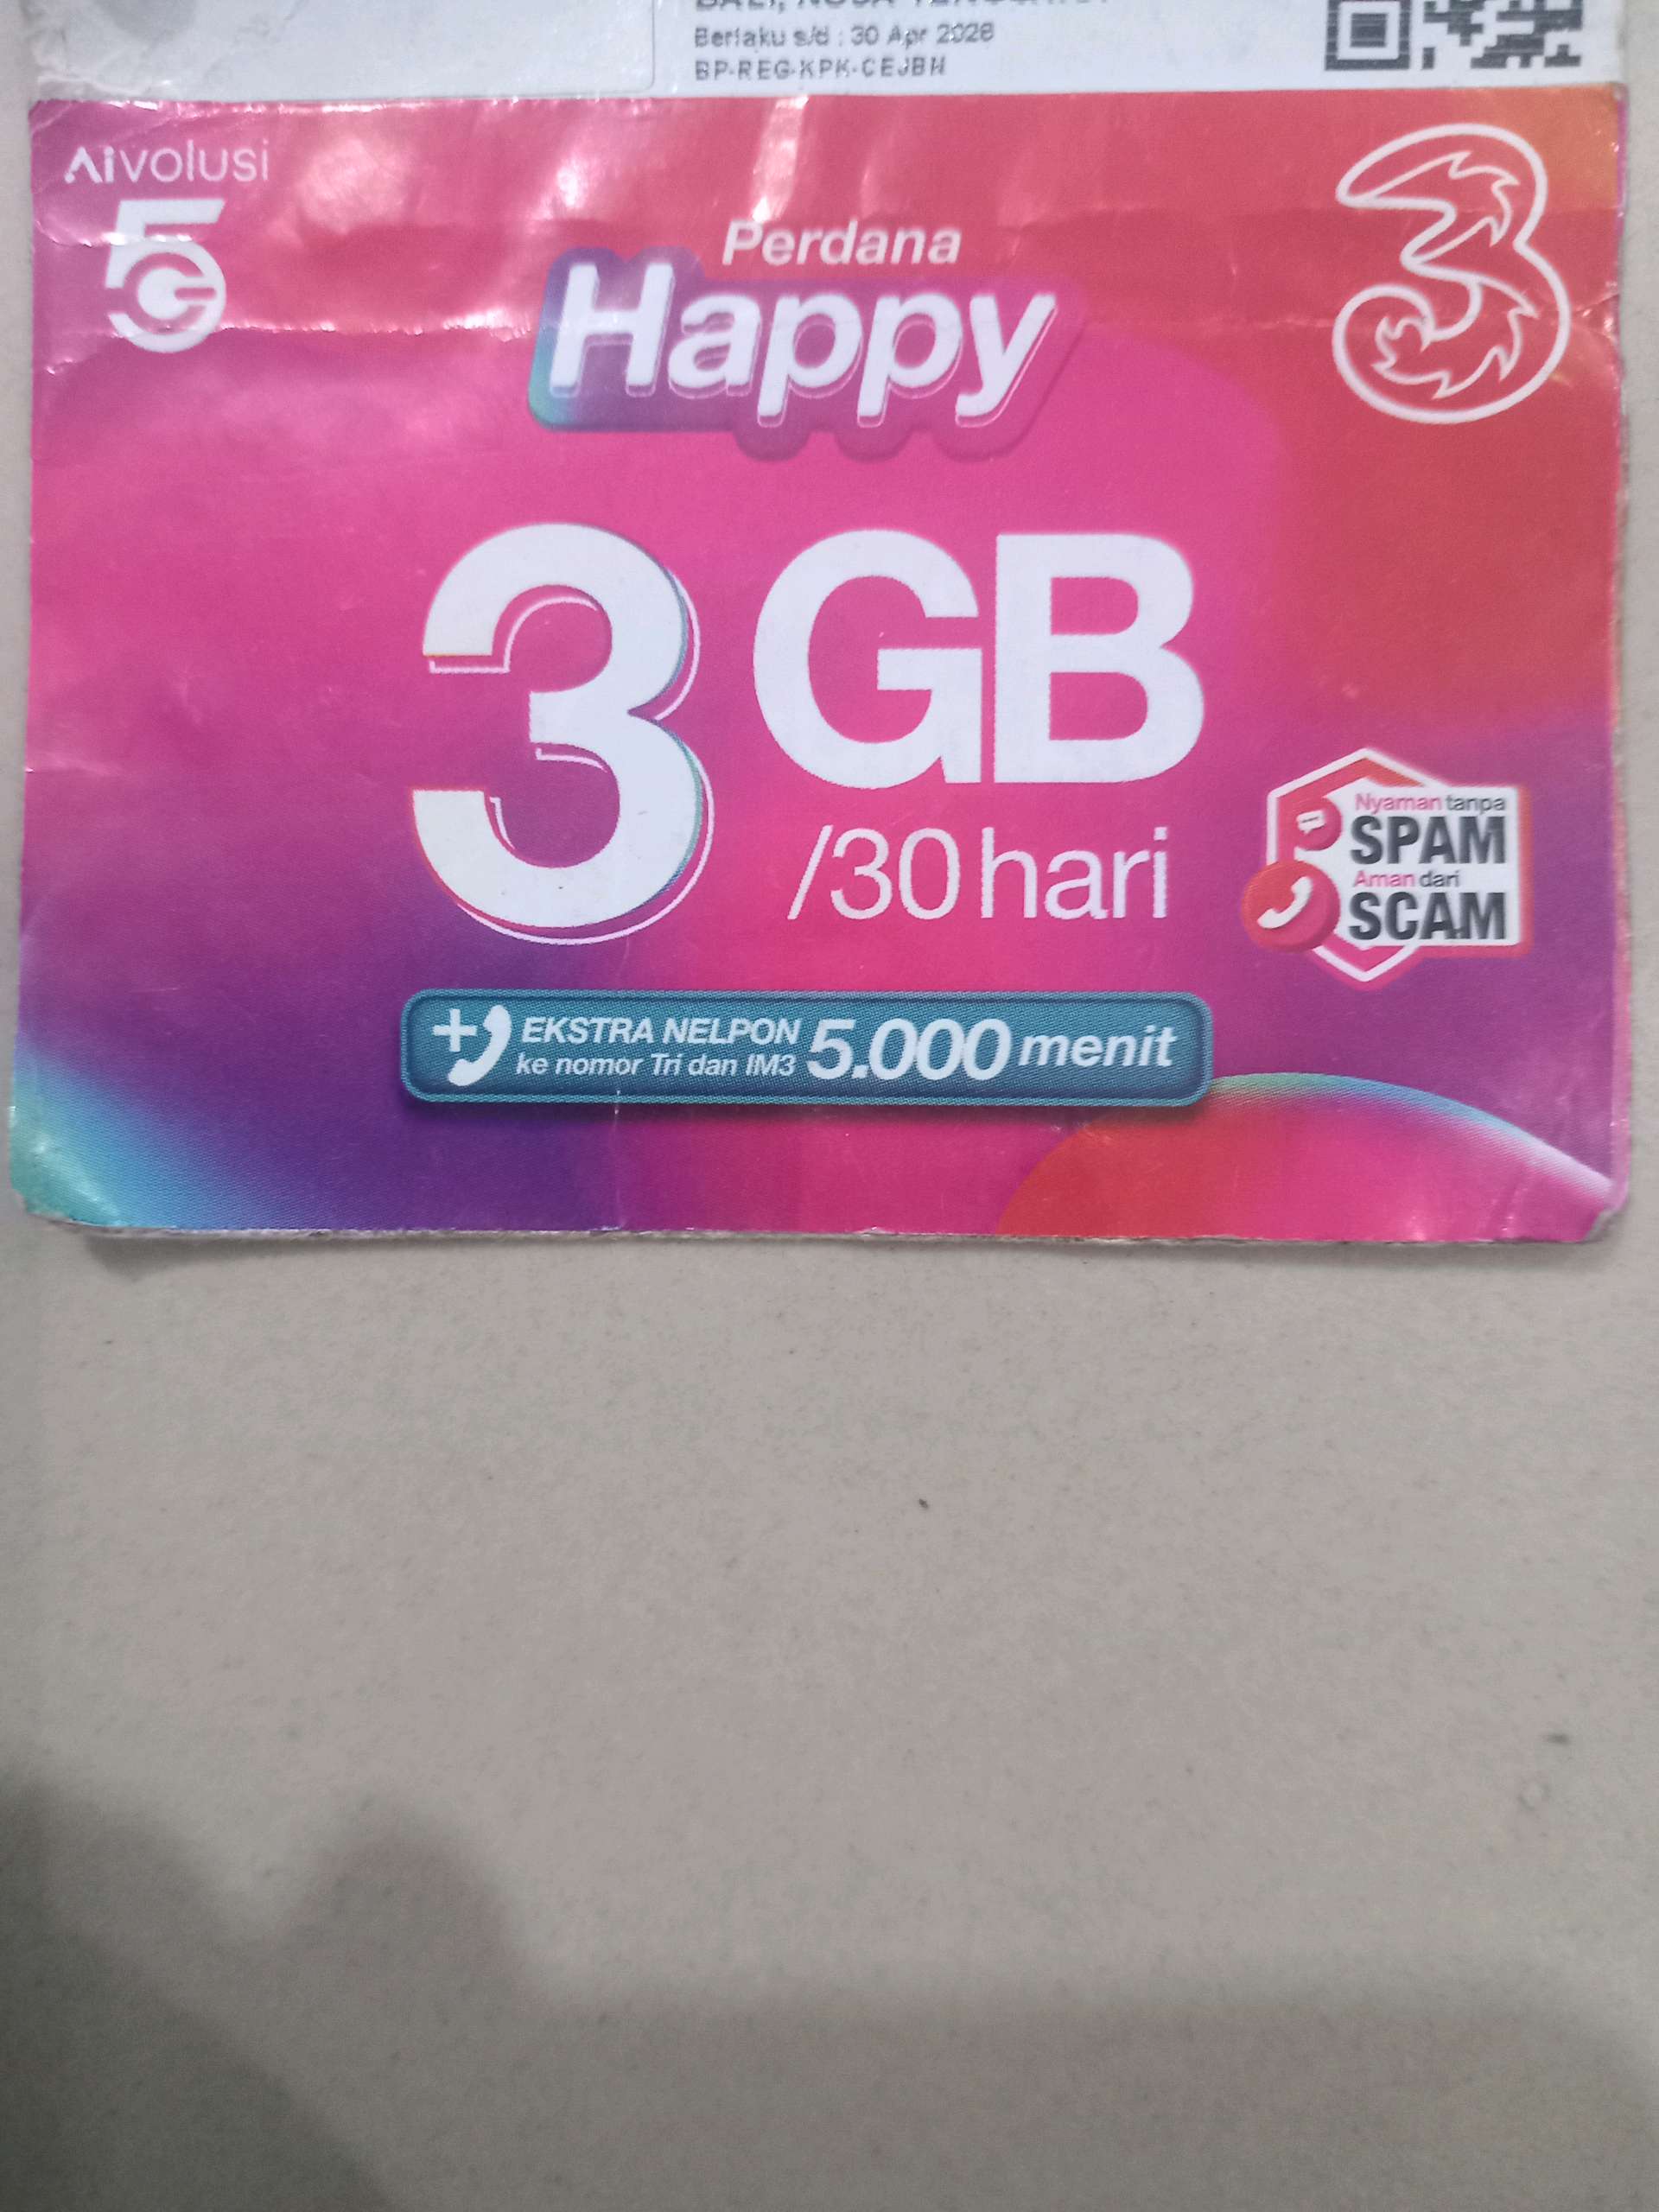 Berlaku s/d : 30 Apr 2028
BP-REG-KPK-CEJBH
AIVOLUSI
5G
Perdana
Happy
3
3 GB
/30 hari
Nyaman tanpa
SPAM
Aman dari
SCAM
+ EKSTRA NELPON
ke nomor Tri dan IM3
5.000 menit